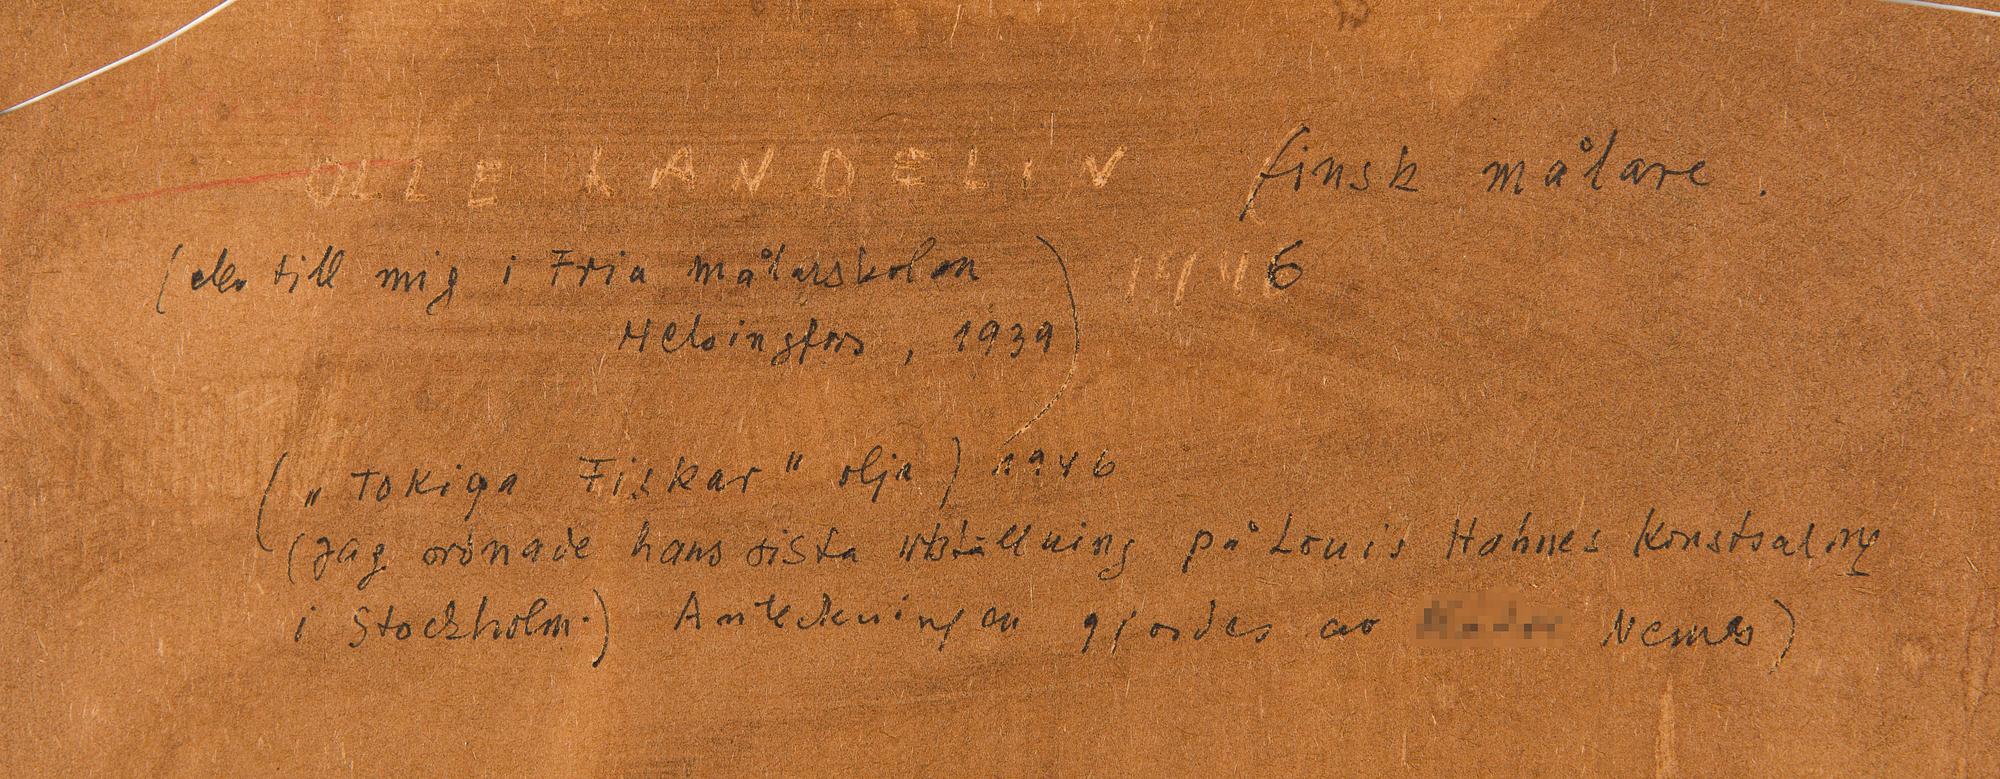 OLLE LANDELIN finsk målare.
(elev till mig i Fria målarskolan) 1946
Helsingfors, 1939
("Tokiga Fiskar" olja) 1946
(Jag ordnade hans sista utställning på Louis Hahnes Konstsalong
i Stockholm.) Anteckningen gjordes av Nemes)